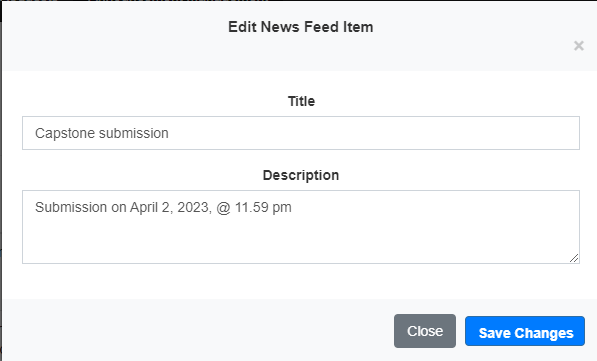 Edit News Feed Item
×
Title
Capstone submission
Description
Submission on April 2, 2023, @ 11.59 pm
Close
Save Changes